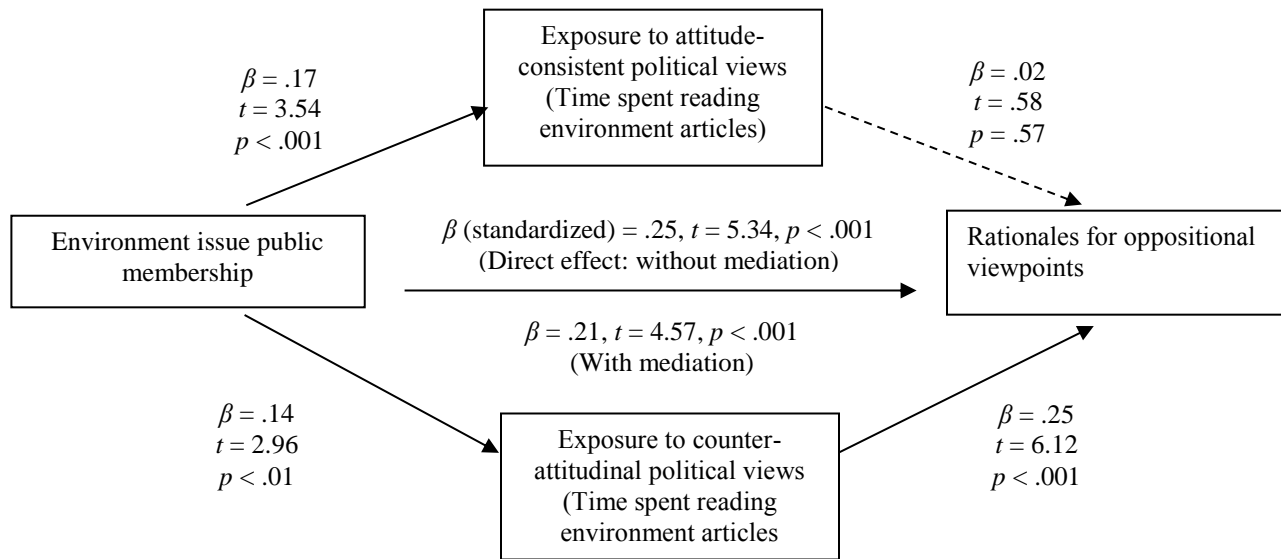 Exposure to attitude-
consistent political views
(Time spent reading
environment articles)
β = .17
t = 3.54
p < .001
β = .02
t = .58
p = .57
Environment issue public
membership
β (standardized) = .25, t = 5.34, p < .001
(Direct effect: without mediation)
β = .21, t = 4.57, p < .001
(With mediation)
Rationales for oppositional
viewpoints
β = .14
t = 2.96
p < .01
Exposure to counter-
attitudinal political views
(Time spent reading
environment articles
β = .25
t = 6.12
p < .001